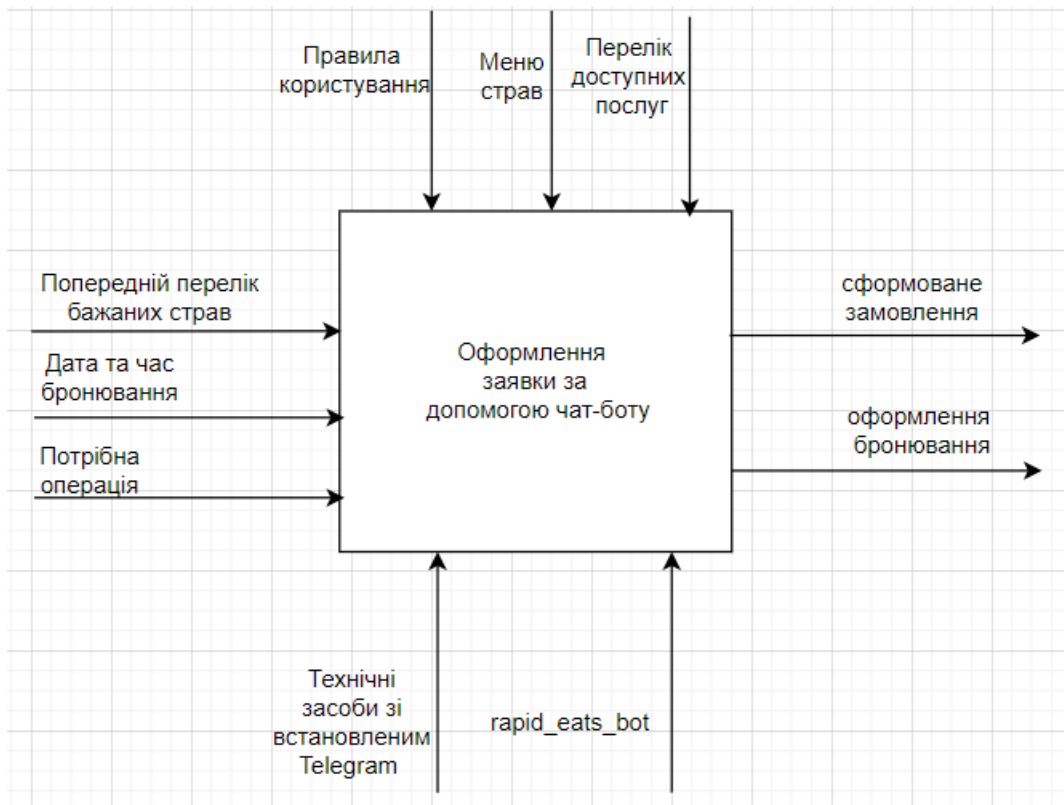 Правила
користування
Меню
страв
Перелік
доступних
послуг
Попередній перелік
бажаних страв
Дата та час
бронювання
Потрібна
операція
Оформлення
заявки за
допомогою чат-боту
сформоване
замовлення
оформлення
бронювання
Технічні
засоби зі
встановленим
Telegram
rapid_eats_bot